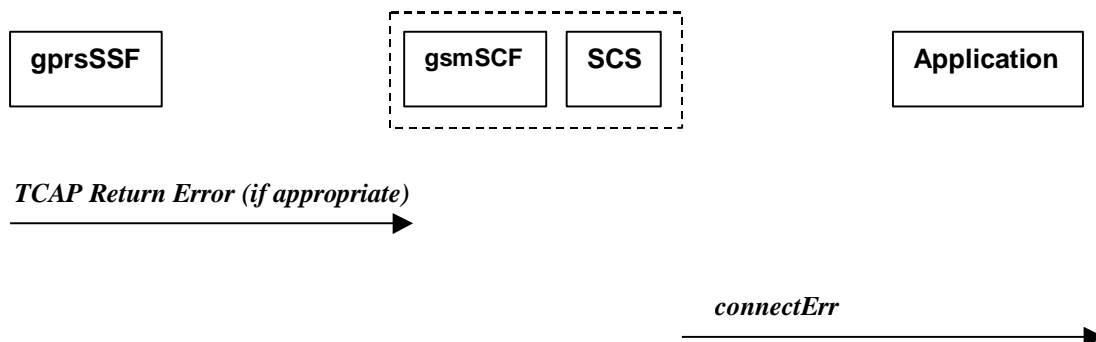 gprsSSF
gsmSCF
SCS
Application
TCAP Return Error (if appropriate)
connectErr